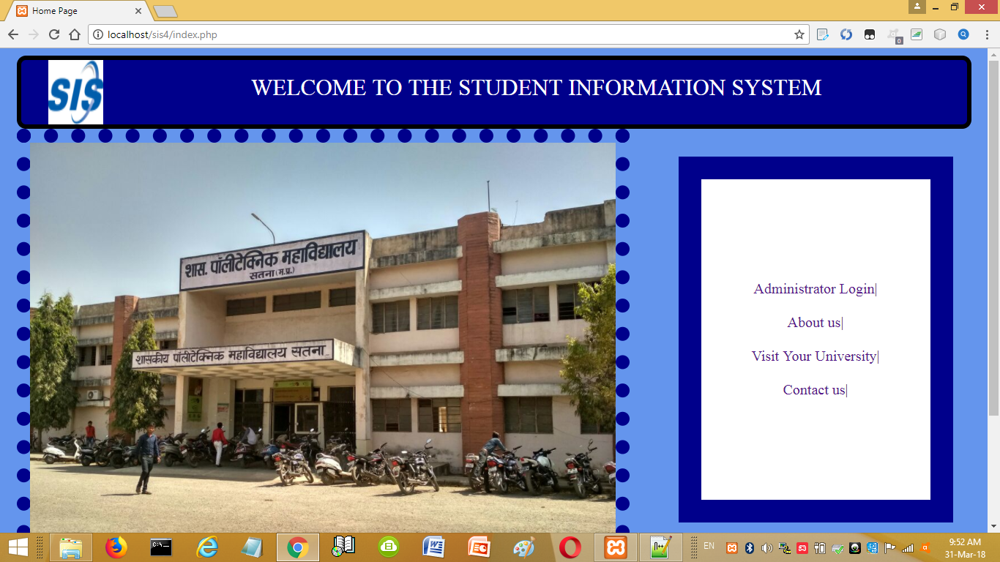 Home Page
localhost/sis4/index.php
0
SIS
WELCOME TO THE STUDENT INFORMATION SYSTEM
शास. पॉलीटेक्निक महाविद्यालय
सतना (म.प्र.)
शासकीय पॉलीटेक्निक महाविद्यालय सतना
Administrator Login|
About us|
Visit Your University|
Contact us|
EN
9:52 AM
31-Mar-18